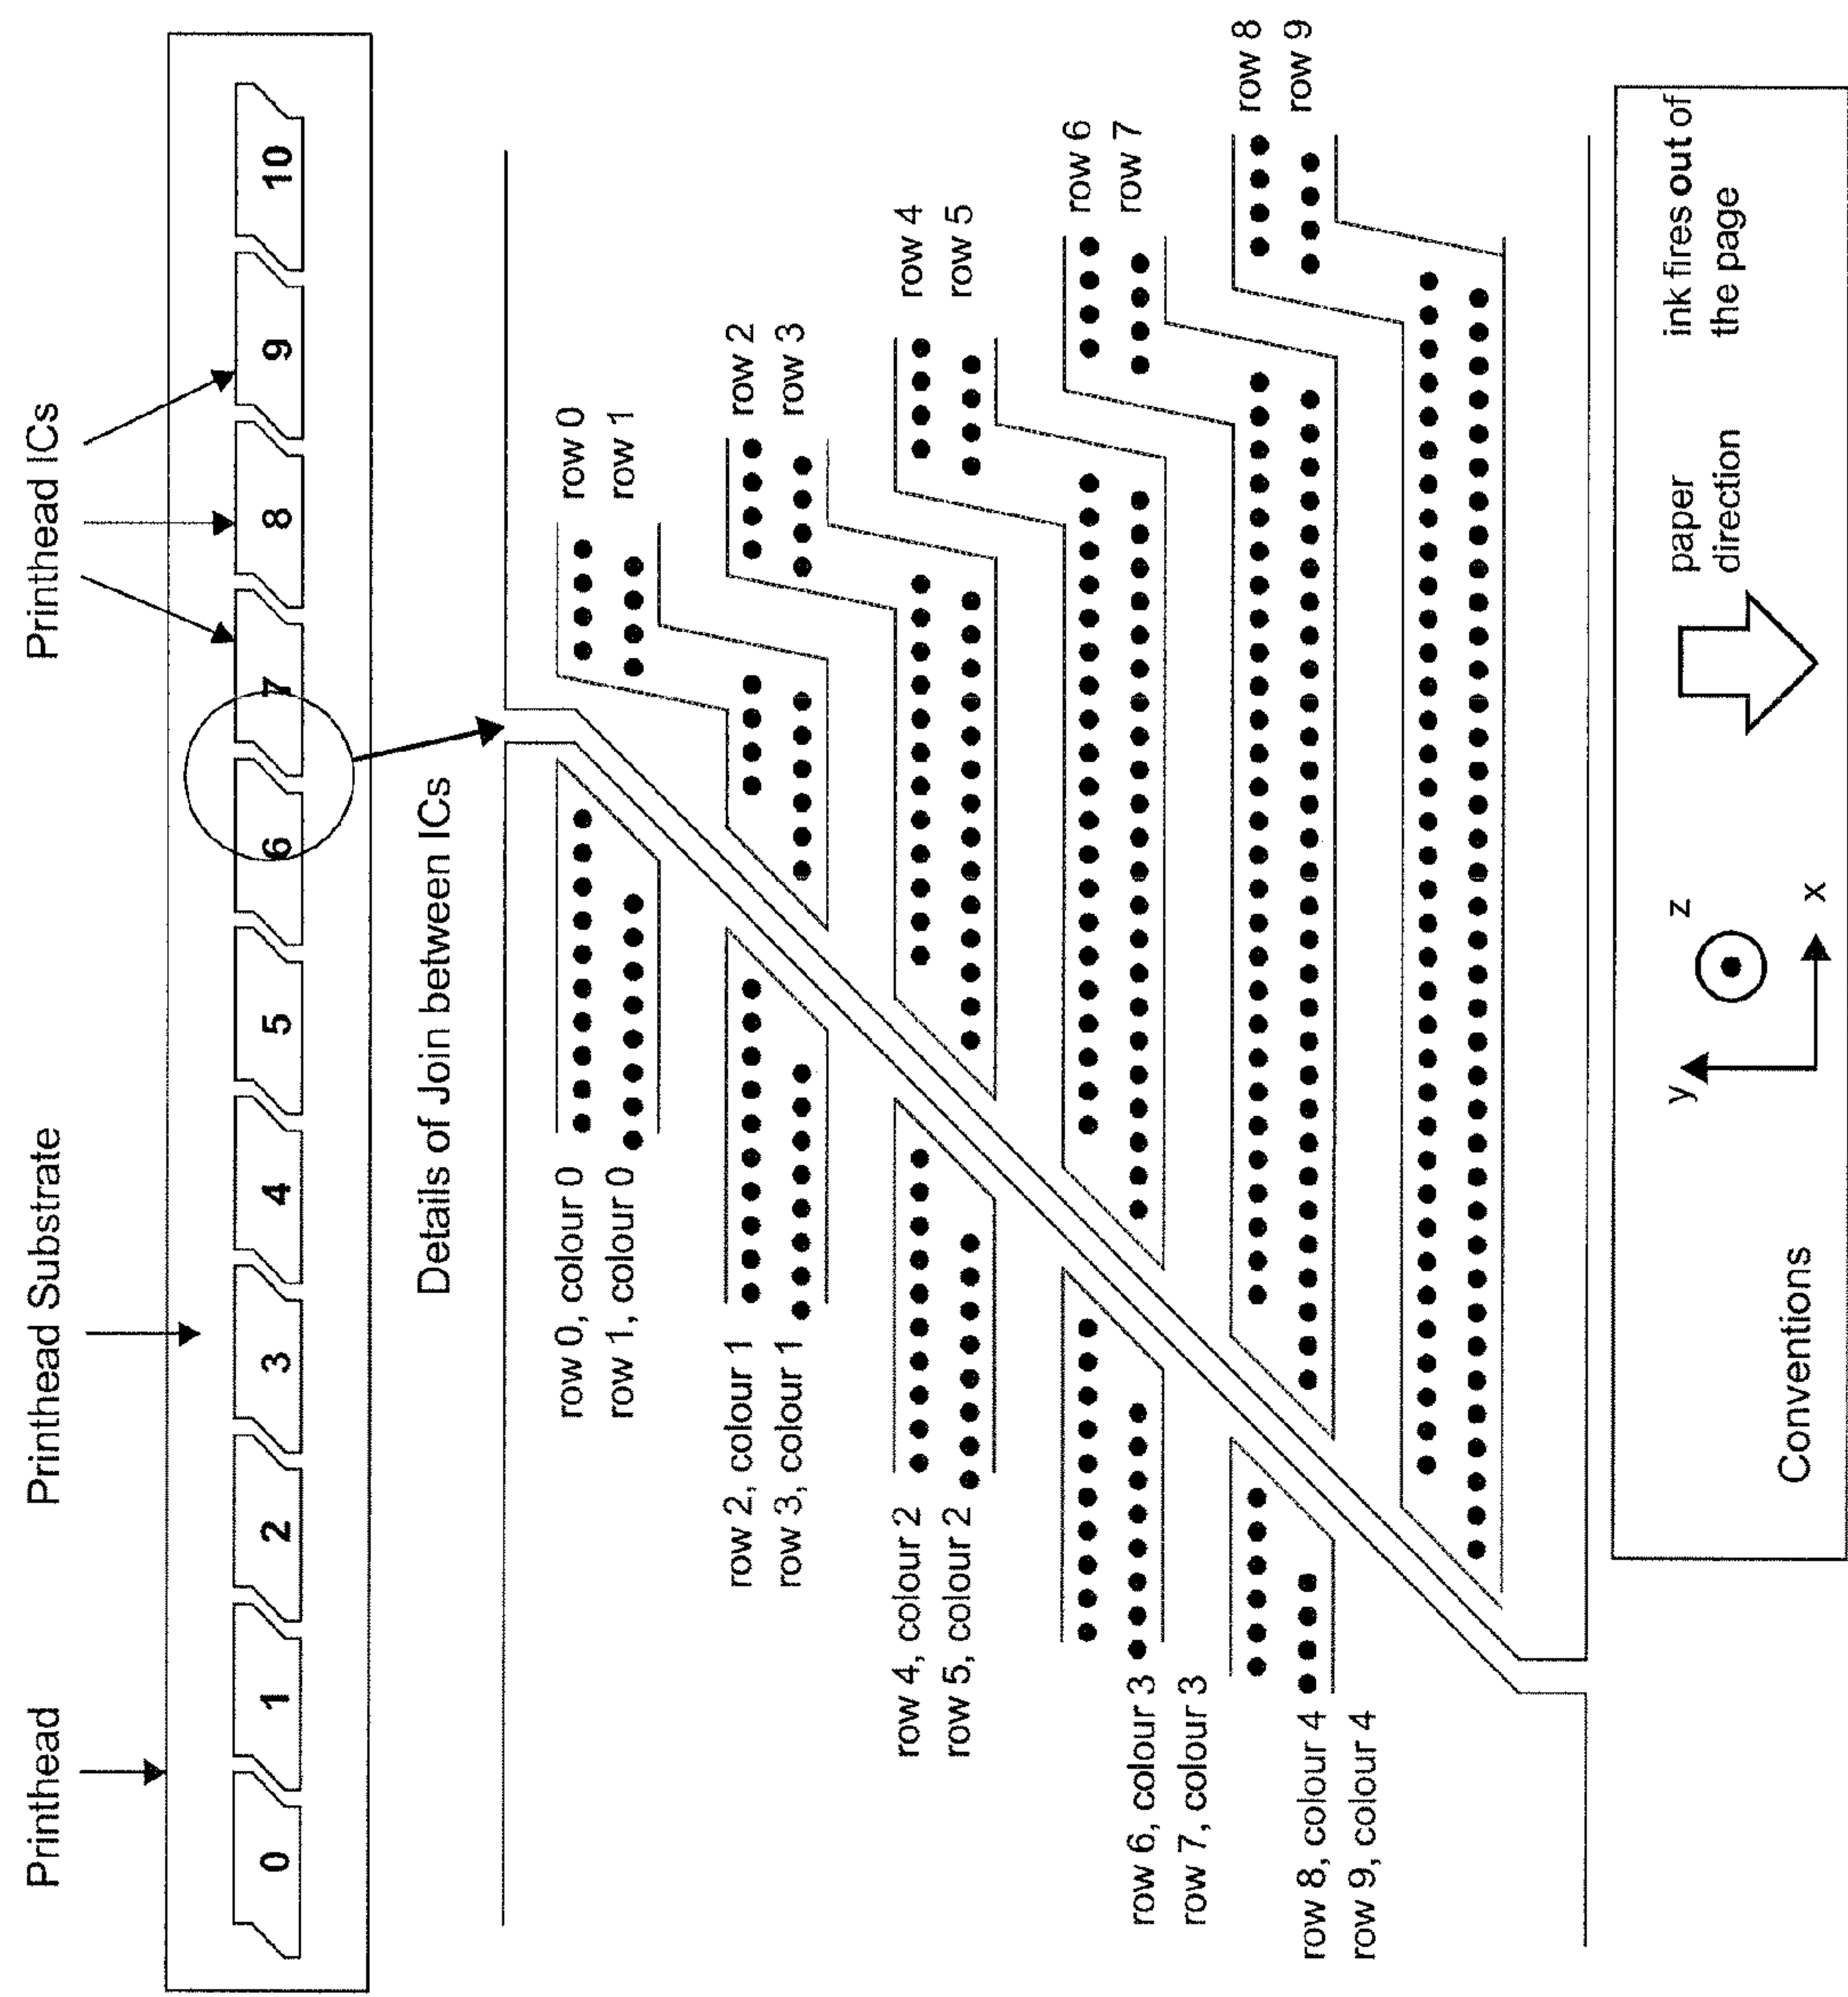 Printhead
Printhead Substrate
Printhead ICs
0
1
2
3
4
5
6
7
8
9
10
Details of Join between ICs
row 0, colour 0
row 1, colour 0
row 0
row 1
row 2, colour 1
row 3, colour 1
row 2
row 3
row 4, colour 2
row 5, colour 2
row 4
row 5
row 6, colour 3
row 7, colour 3
row 6
row 7
row 8, colour 4
row 9, colour 4
row 8
row 9
Conventions
y
z
x
paper
direction
ink fires out of
the page